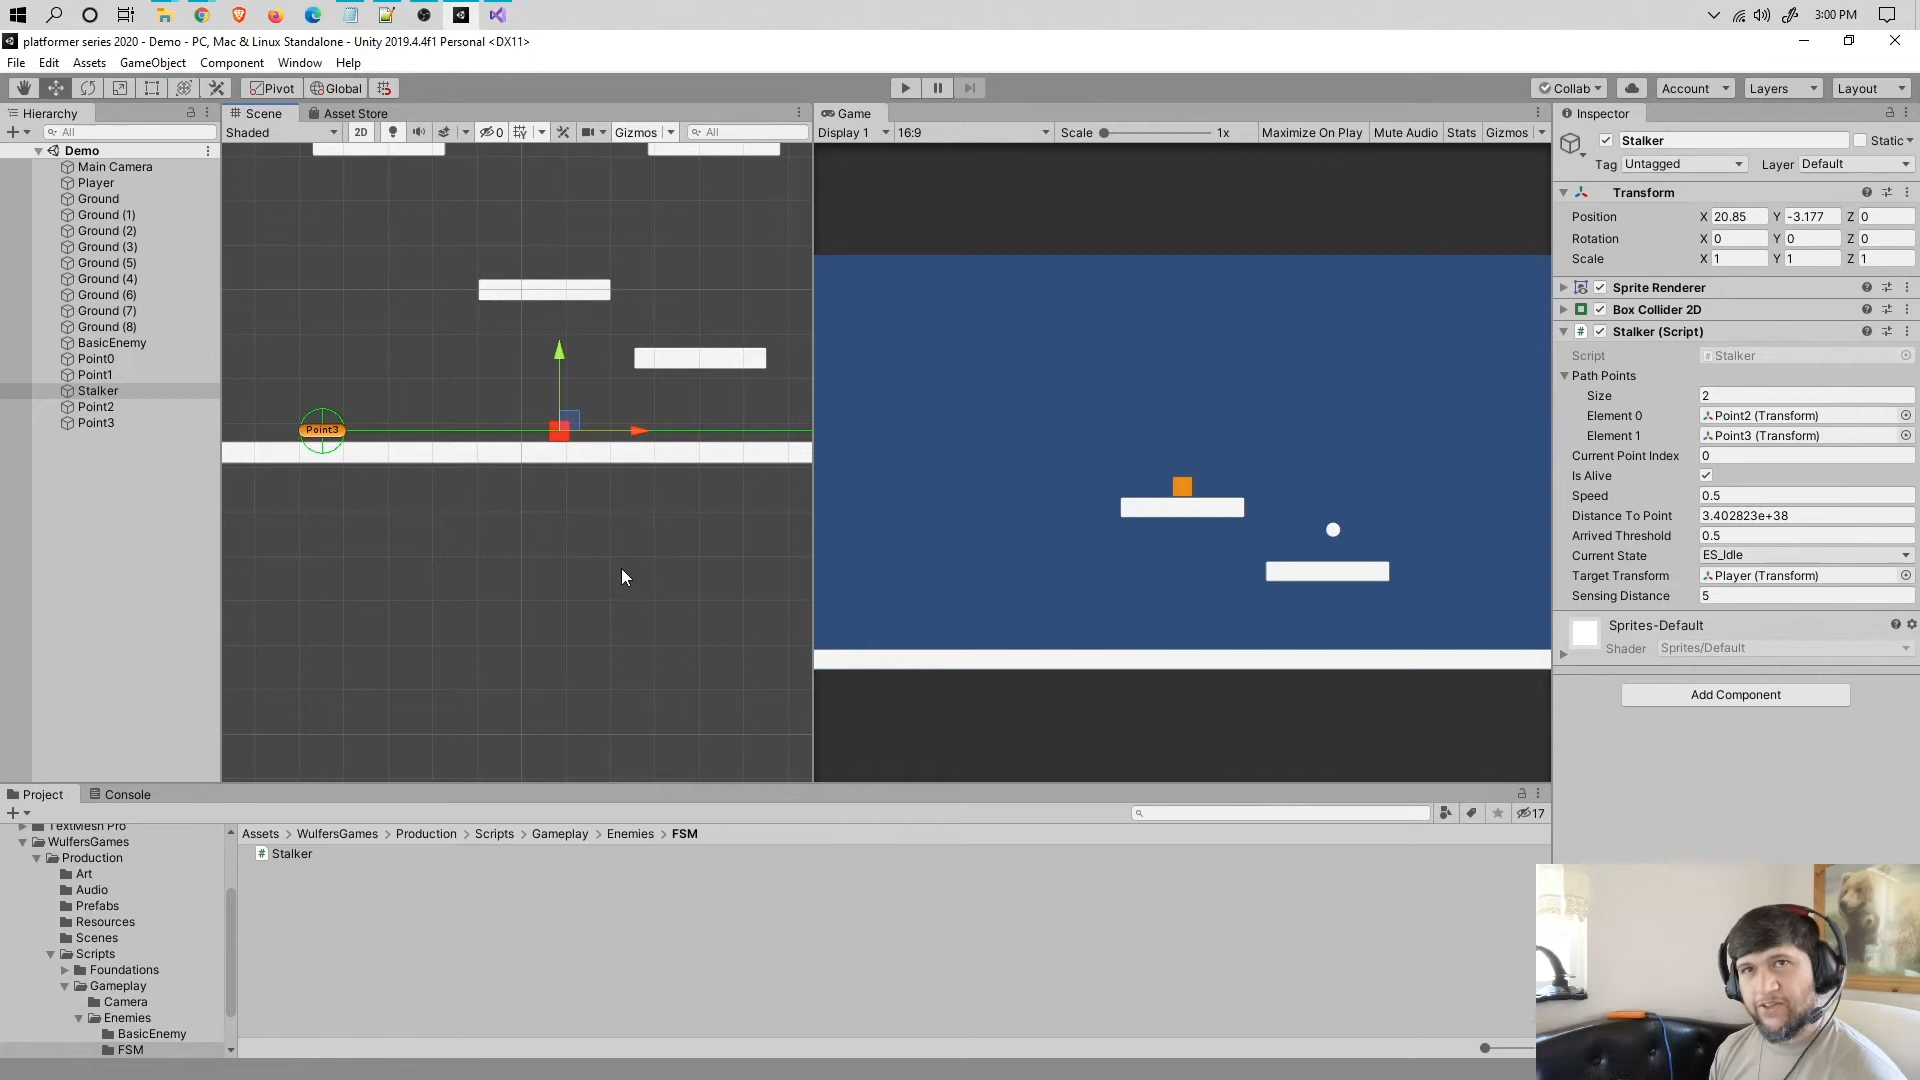 3:00 PM
platformer series 2020 - Demo - PC, Mac & Linux Standalone - Unity 2019.4.4f1 Personal <DX11>
File Edit Assets GameObject Component Window Help
Pivot Global Collab Account Layers Layout
Hierarchy
All
Demo
Main Camera
Player
Ground
Ground (1)
Ground (2)
Ground (3)
Ground (5)
Ground (4)
Ground (6)
Ground (7)
Ground (8)
BasicEnemy
Point0
Point1
Stalker
Point2
Point3
Scene Asset Store
Shaded 2D 0 Gizmos All
Point3
Game
Display 1 16:9 Scale 1x Maximize On Play Mute Audio Stats Gizmos
Inspector
Stalker Static
Tag Untagged Layer Default
Transform
Position X 20.85 Y -3.177 Z 0
Rotation X 0 Y 0 Z 0
Scale X 1 Y 1 Z 1
Sprite Renderer
Box Collider 2D
# Stalker (Script)
Script # Stalker
Path Points
Size 2
Element 0 Point2 (Transform)
Element 1 Point3 (Transform)
Current Point Index 0
Is Alive
Speed 0.5
Distance To Point 3.402823e+38
Arrived Threshold 0.5
Current State ES_Idle
Target Transform Player (Transform)
Sensing Distance 5
Sprites-Default
Shader Sprites/Default
Add Component
Project Console
17
TextMesh Pro
WulfersGames
Production
Art
Audio
Prefabs
Resources
Scenes
Scripts
Foundations
Gameplay
Camera
Enemies
BasicEnemy
FSM
Assets > WulfersGames > Production > Scripts > Gameplay > Enemies > FSM
# Stalker